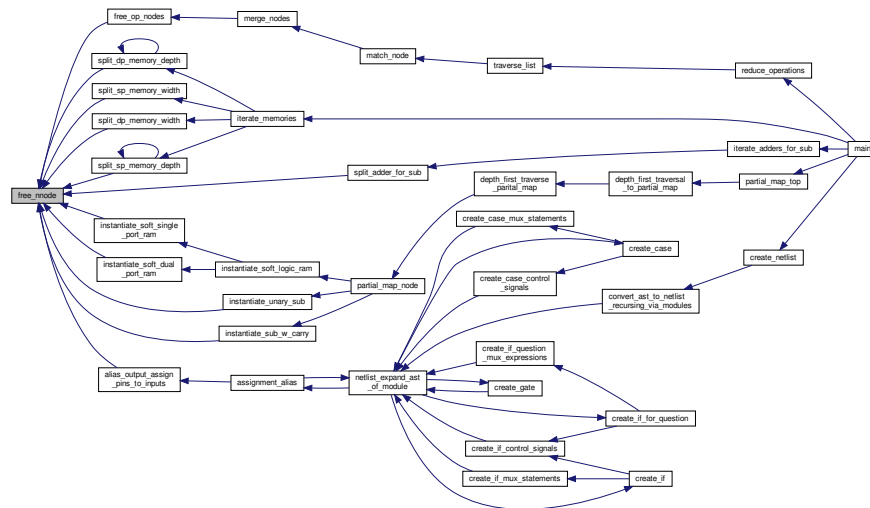 free_op_nodes
merge_nodes
match_node
traverse_list
reduce_operations
split_dp_memory_depth
split_sp_memory_width
split_dp_memory_width
iterate_memories
split_sp_memory_depth
split_adder_for_sub
iterate_adders_for_sub
main
free_nnode
depth_first_traverse
_parital_map
depth_first_traversal
_to_partial_map
partial_map_top
instantiate_soft_single
_port_ram
instantiate_soft_dual
_port_ram
instantiate_soft_logic_ram
partial_map_node
instantiate_unary_sub
instantiate_sub_w_carry
create_case_mux_statements
create_case
create_case_control
_signals
create_netlist
convert_ast_to_netlist
_recursing_via_modules
alias_output_assign
_pins_to_inputs
assignment_alias
netlist_expand_ast
_of_module
create_if_question
_mux_expressions
create_gate
create_if_for_question
create_if_control_signals
create_if_mux_statements
create_if